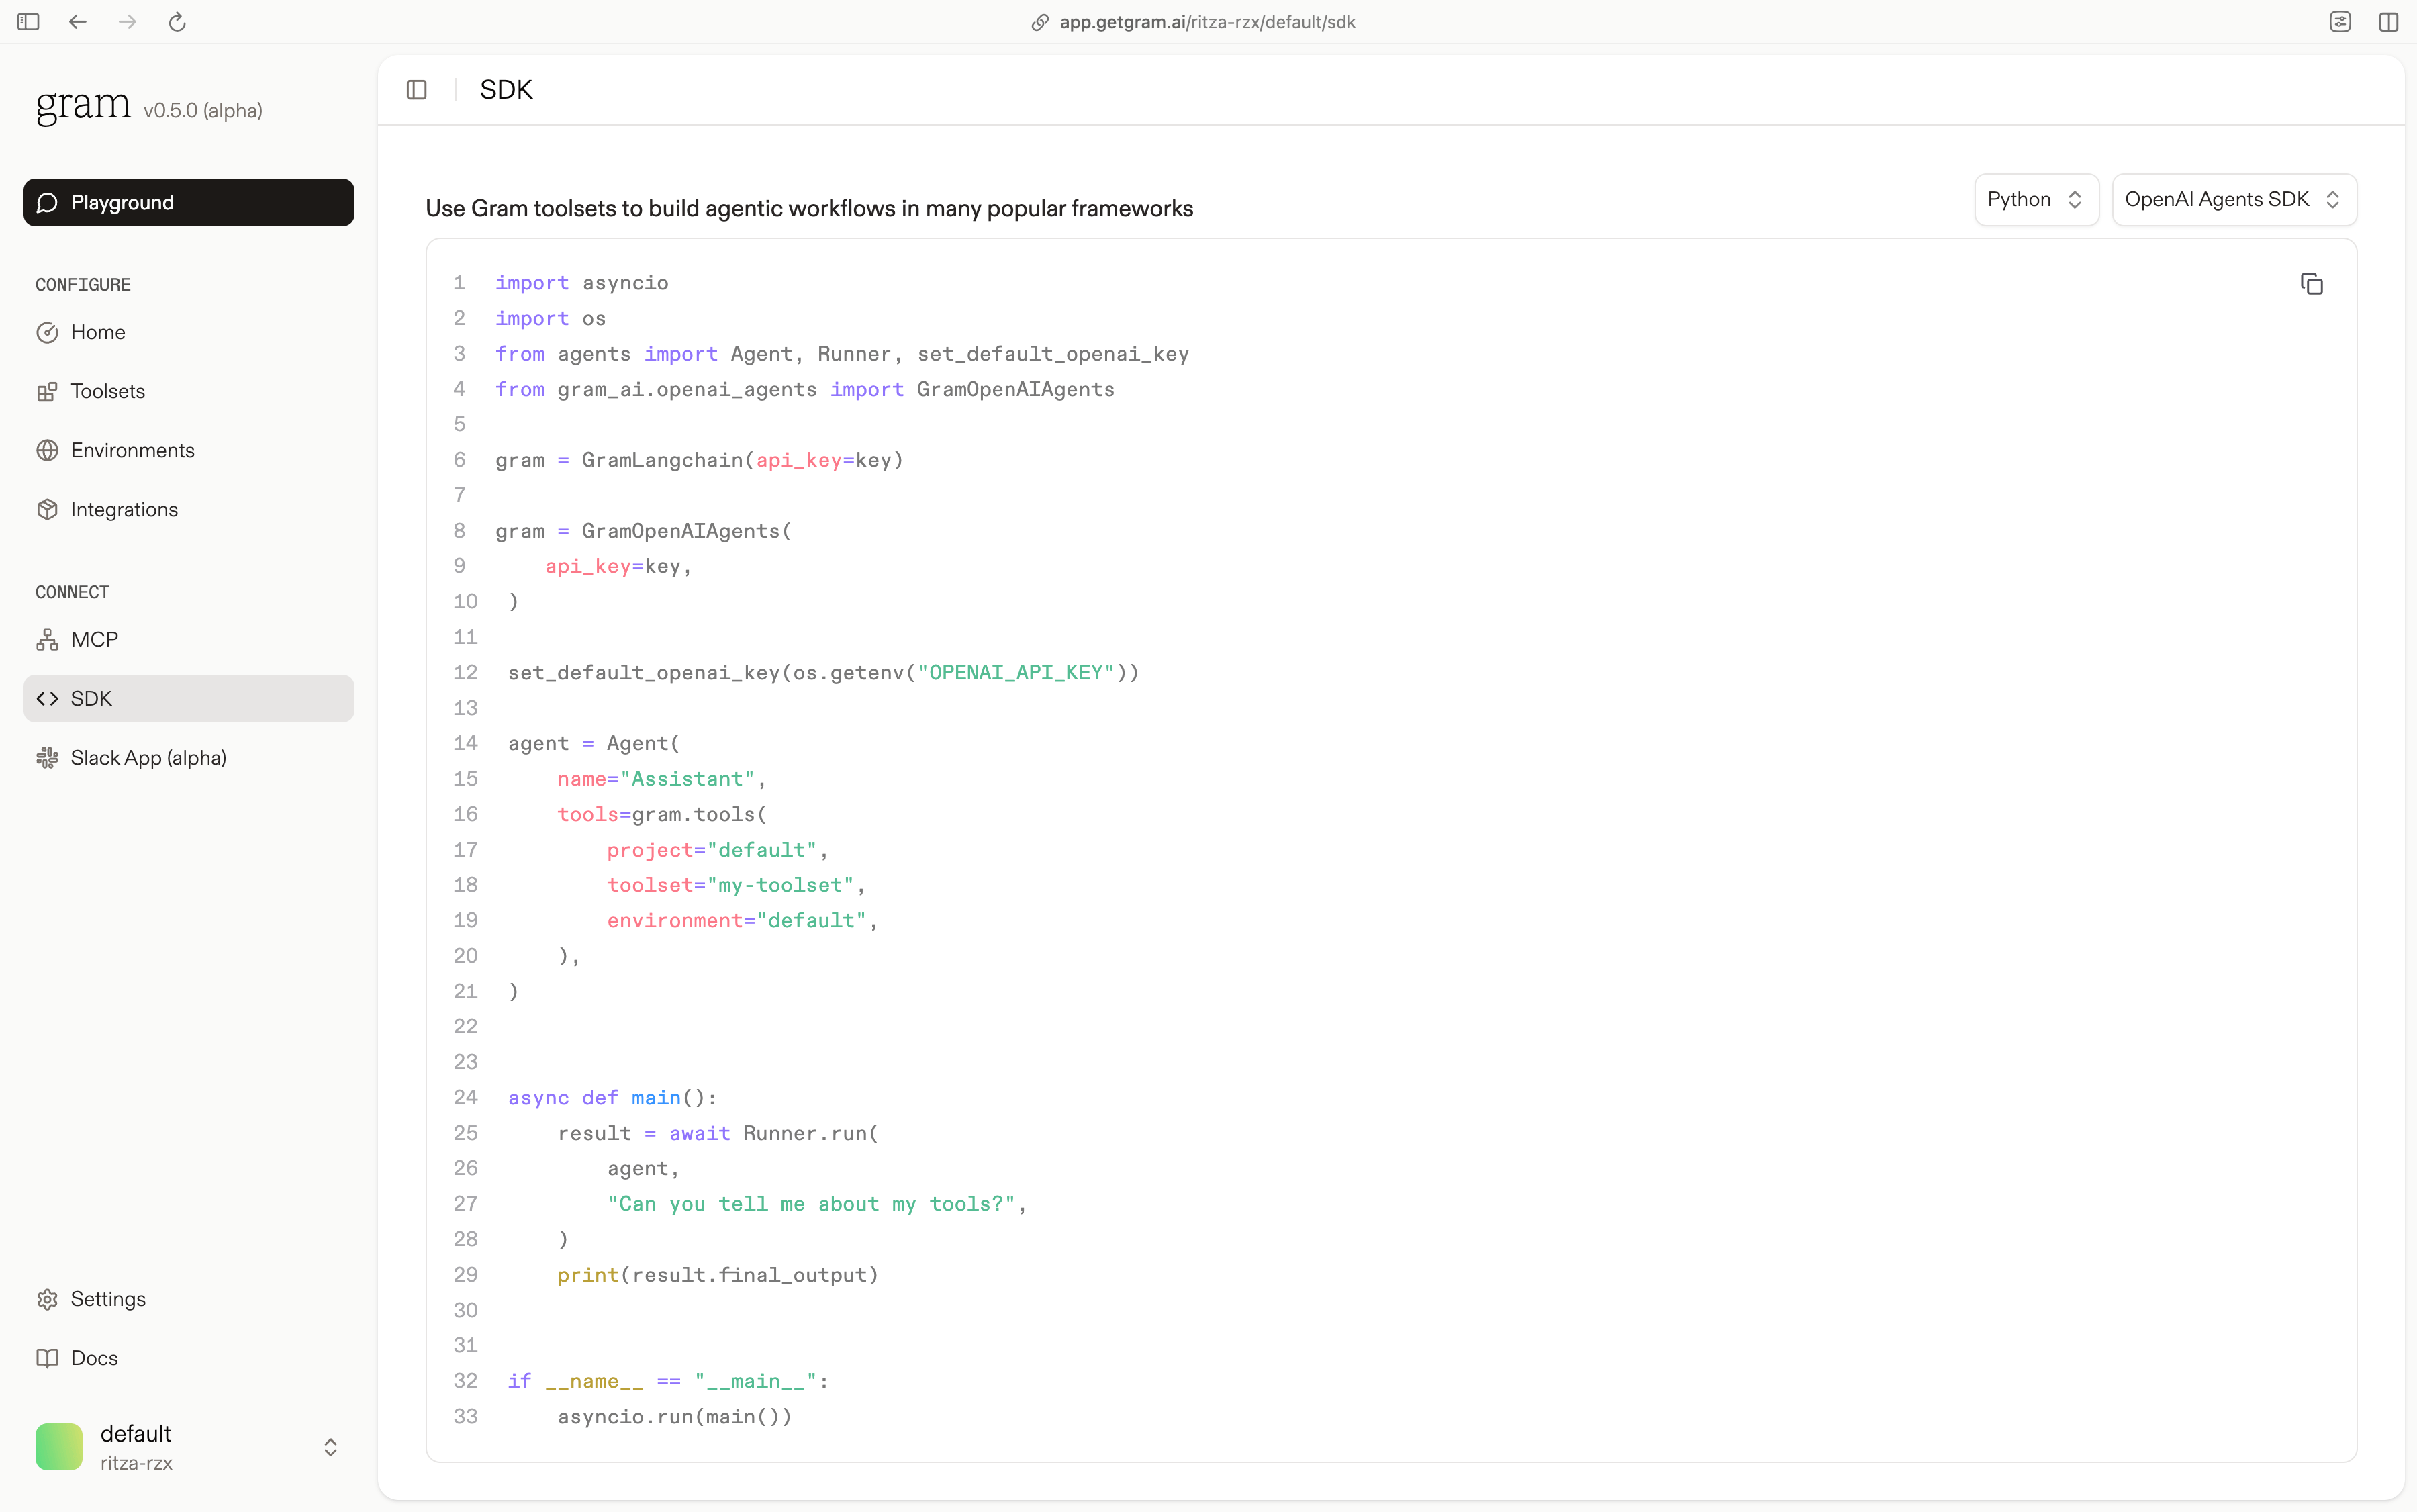 app.getgram.ai/ritza-rzx/default/sdk
gram v0.5.0 (alpha)
Playground
CONFIGURE
Home
Toolsets
Environments
Integrations
CONNECT
MCP
SDK
Slack App (alpha)
Settings
Docs
default
ritza-rzx
SDK
Use Gram toolsets to build agentic workflows in many popular frameworks
Python
OpenAI Agents SDK
1 import asyncio
2 import os
3 from agents import Agent, Runner, set_default_openai_key
4 from gram_ai.openai_agents import GramOpenAIAgents
5
6 gram = GramLangchain(api_key=key)
7
8 gram = GramOpenAIAgents(
9     api_key=key,
10  )
11
12  set_default_openai_key(os.getenv("OPENAI_API_KEY"))
13
14  agent = Agent(
15      name="Assistant",
16      tools=gram.tools(
17          project="default",
18          toolset="my-toolset",
19          environment="default",
20      ),
21  )
22
23
24  async def main():
25      result = await Runner.run(
26          agent,
27          "Can you tell me about my tools?",
28      )
29      print(result.final_output)
30
31
32  if __name__ == "__main__":
33      asyncio.run(main())